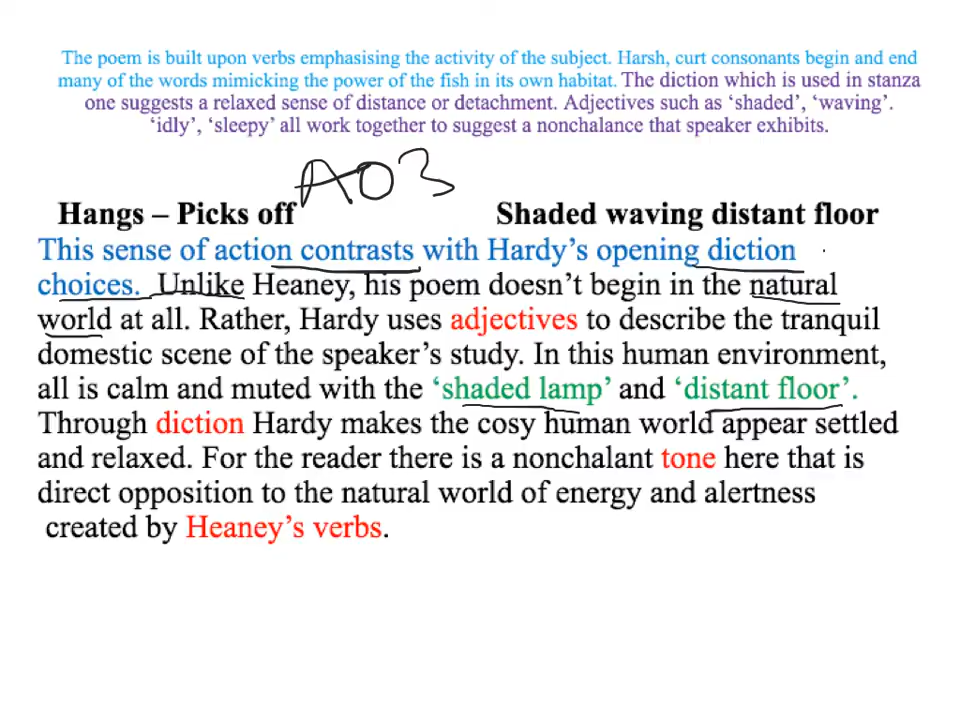 The poem is built upon verbs emphasising the activity of the subject. Harsh, curt consonants begin and end
many of the words mimicking the power of the fish in its own habitat. The diction which is used in stanza
one suggests a relaxed sense of distance or detachment. Adjectives such as ‘shaded’, ‘waving’.
‘idly’, ‘sleepy’ all work together to suggest a nonchalance that speaker exhibits.
AO3
Hangs – Picks off Shaded waving distant floor
This sense of action contrasts with Hardy’s opening diction
choices. Unlike Heaney, his poem doesn’t begin in the natural
world at all. Rather, Hardy uses adjectives to describe the tranquil
domestic scene of the speaker’s study. In this human environment,
all is calm and muted with the ‘shaded lamp’ and ‘distant floor’.
Through diction Hardy makes the cosy human world appear settled
and relaxed. For the reader there is a nonchalant tone here that is
direct opposition to the natural world of energy and alertness
created by Heaney’s verbs.